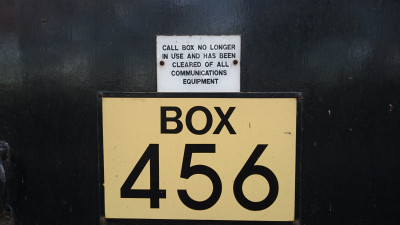 CALL BOX NO LONGER
IN USE AND HAS BEEN
CLEARED OF ALL
COMMUNICATIONS
EQUIPMENT
BOX
456